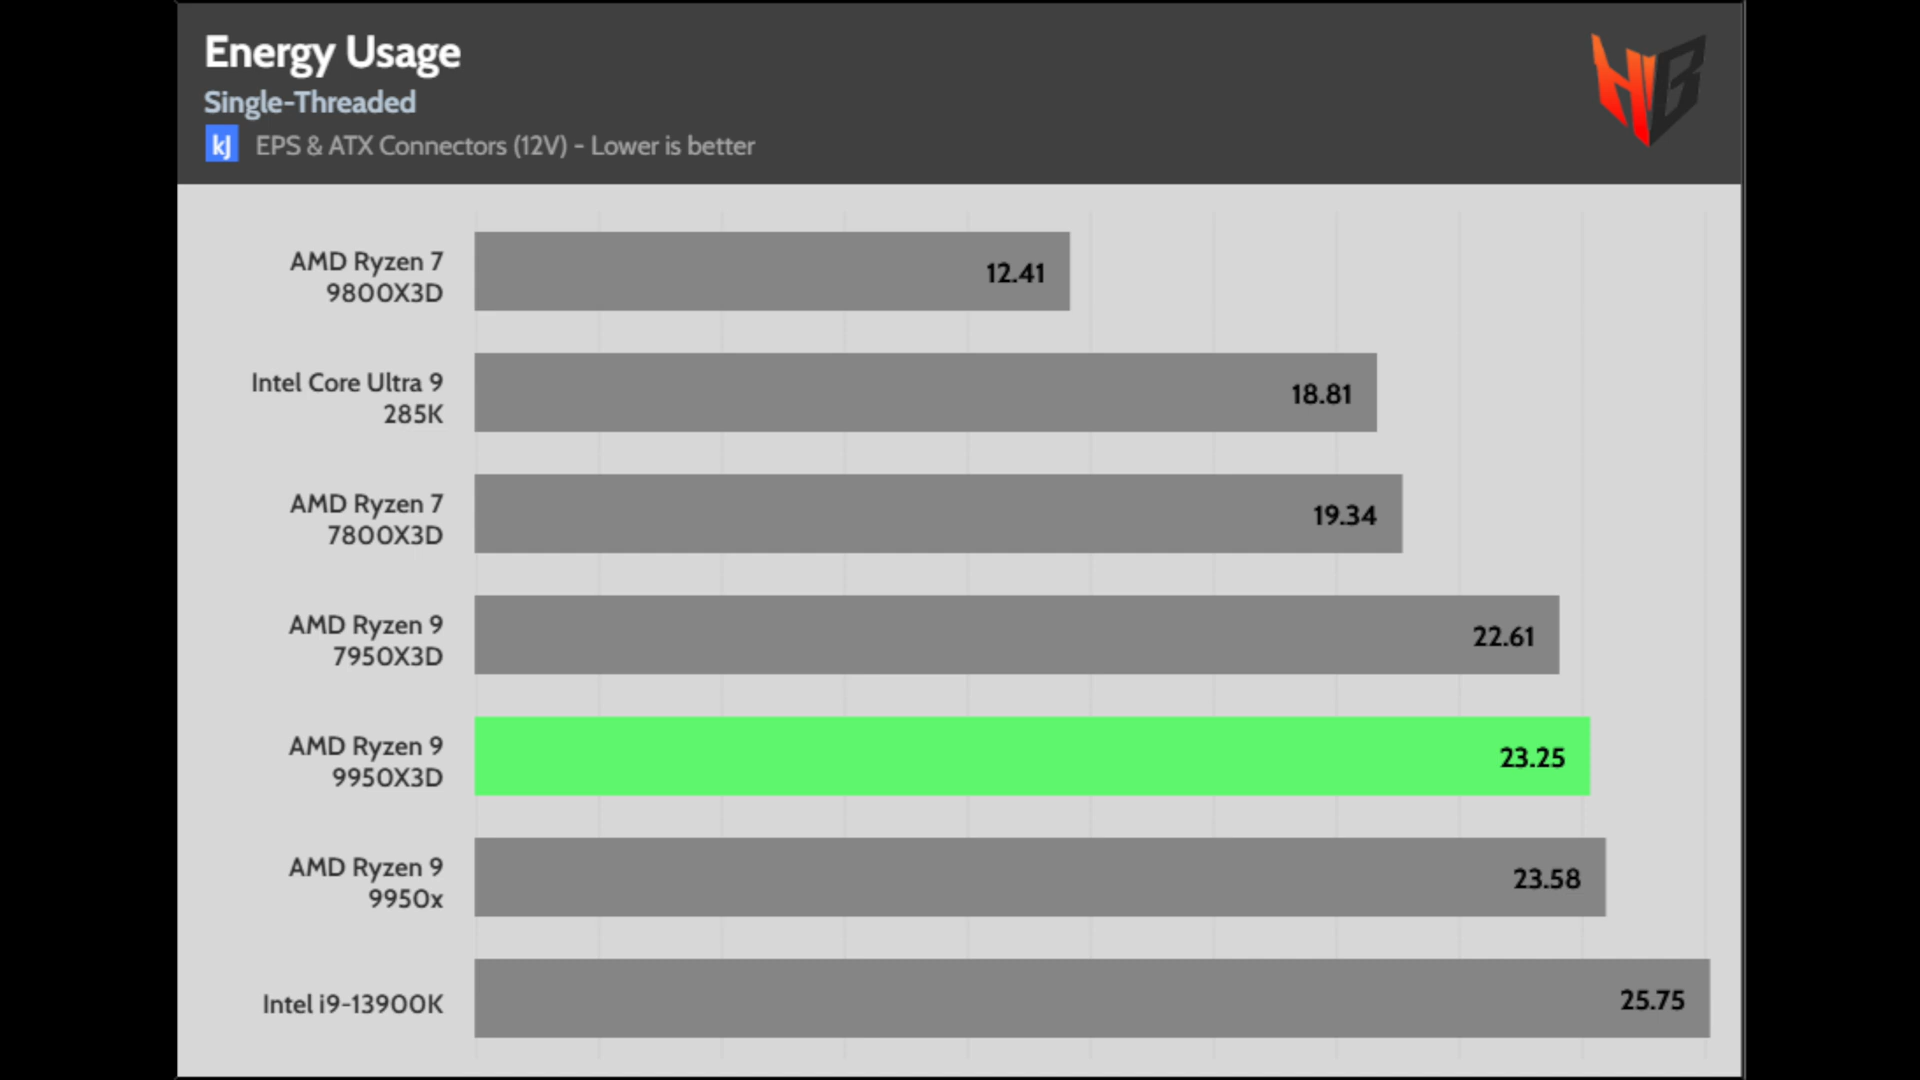 Energy Usage
Single-Threaded
kJ EPS & ATX Connectors (12V) - Lower is better
HB
AMD Ryzen 7
9800X3D
12.41
Intel Core Ultra 9
285K
18.81
AMD Ryzen 7
7800X3D
19.34
AMD Ryzen 9
7950X3D
22.61
AMD Ryzen 9
9950X3D
23.25
AMD Ryzen 9
9950x
23.58
Intel i9-13900K
25.75